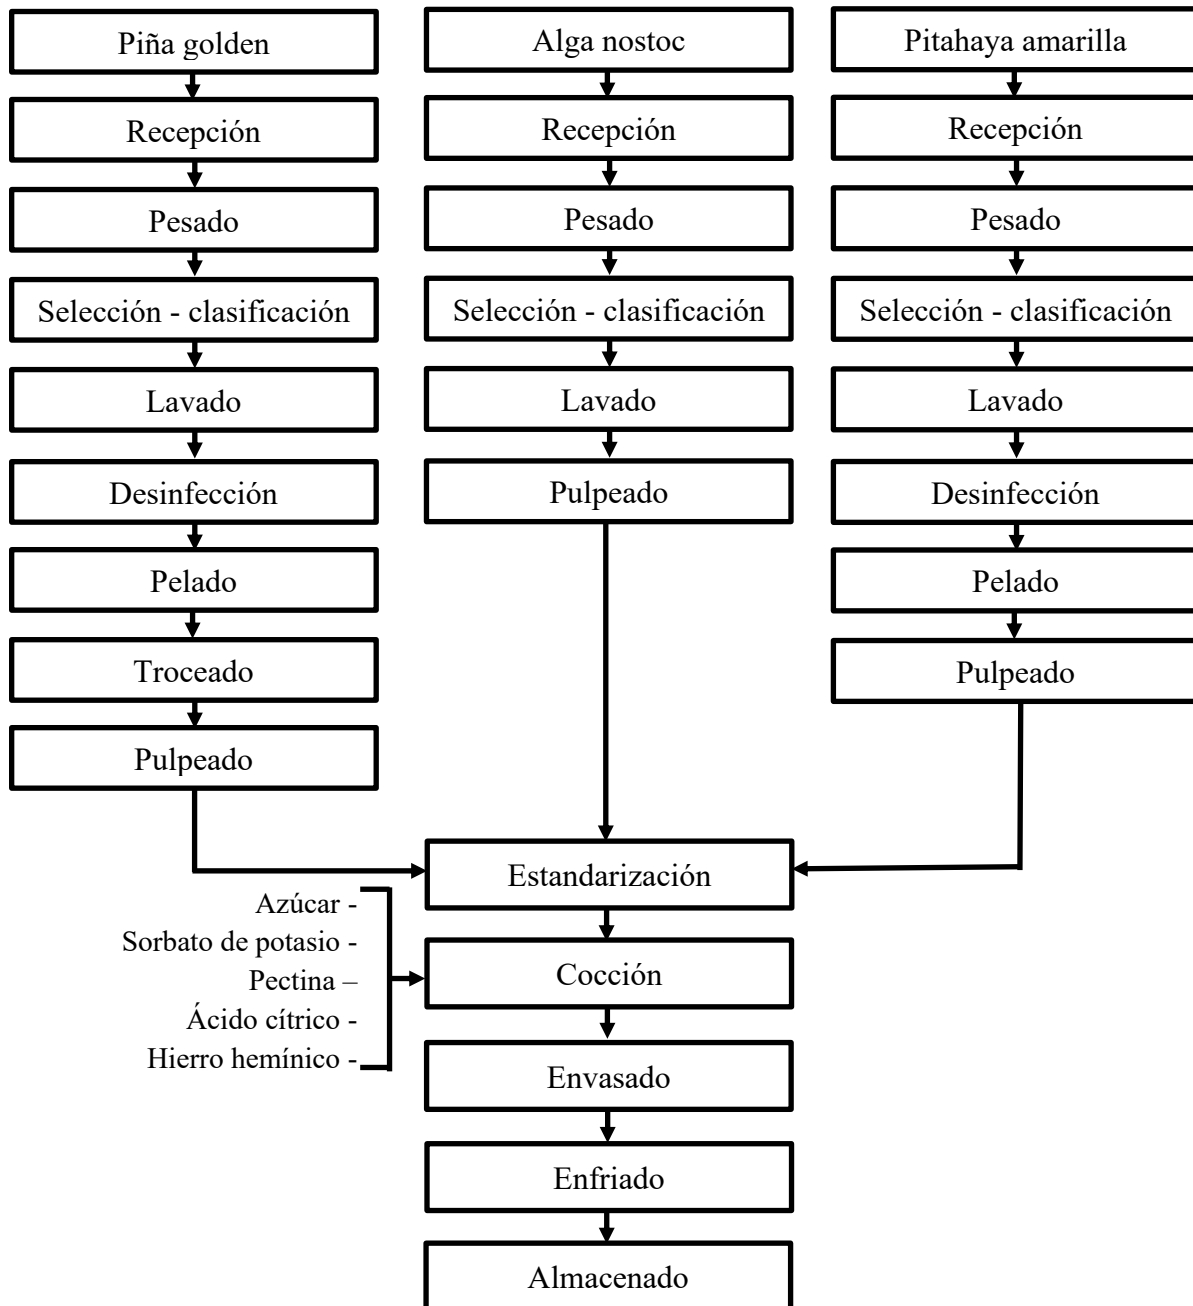 Piña golden
Recepción
Pesado
Selección - clasificación
Lavado
Desinfección
Pelado
Troceado
Pulpeado
Alga nostoc
Recepción
Pesado
Selección - clasificación
Lavado
Pulpeado
Pitahaya amarilla
Recepción
Pesado
Selección - clasificación
Lavado
Desinfección
Pelado
Pulpeado
Estandarización
Azúcar -
Sorbato de potasio -
Pectina –
Ácido cítrico -
Hierro hemínico -
Cocción
Envasado
Enfriado
Almacenado